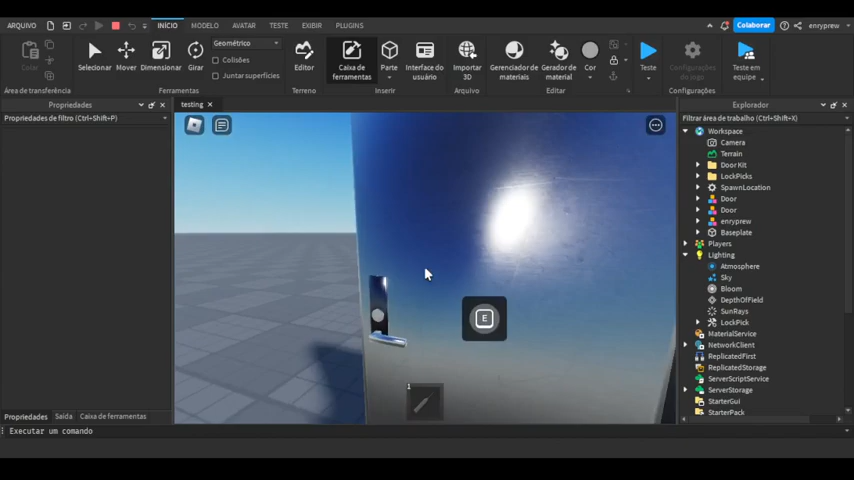 ARQUIVO
INÍCIO MODELO AVATAR TESTE EXIBIR PLUGINS
Colaborar
enryprew
Colar
Área de transferência
Selecionar
Mover
Dimensionar
Girar
Geométrico
Colisões
Juntar superfícies
Ferramentas
Editor
Terreno
Caixa de ferramentas
Parte
Interface do usuário
Inserir
Importar 3D
Arquivo
Gerenciador de materiais
Gerador de material
Cor
Editar
Teste
Configurações do jogo
Configurações
Teste em equipe
Propriedades
Propriedades de filtro (Ctrl+Shift+P)
testing
E
1
Explorador
Filtrar área de trabalho (Ctrl+Shift+X)
Workspace
Camera
Terrain
Door Kit
LockPicks
SpawnLocation
Door
Door
enryprew
Baseplate
Players
Lighting
Atmosphere
Sky
Bloom
DepthOfField
SunRays
LockPick
MaterialService
NetworkClient
ReplicatedFirst
ReplicatedStorage
ServerScriptService
ServerStorage
StarterGui
StarterPack
Propriedades Saída Caixa de ferramentas
Executar um comando